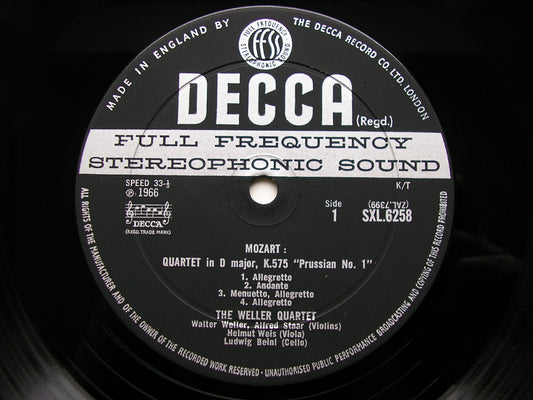 MADE IN ENGLAND BY THE DECCA RECORD CO. LTD. LONDON
FULL FREQUENCY
ffss
STEREOPHONIC SOUND
DECCA (Regd.)
FULL FREQUENCY
STEREOPHONIC SOUND
SPEED 33-⅓
Ⓟ 1966
K/T
DECCA
(REGD. TRADE MARK)
Side
1
(ZAL.7399)
SXL.6258
MOZART :
QUARTET in D major, K.575 "Prussian No. 1"
1. Allegretto
2. Andante
3. Menuetto, Allegretto
4. Allegretto
THE WELLER QUARTET
Walter Weller, Alfred Staar (Violins)
Helmut Weis (Viola)
Ludwig Beinl (Cello)
ALL RIGHTS OF THE MANUFACTURER AND OF THE OWNER OF THE RECORDED WORK RESERVED - UNAUTHORISED PUBLIC PERFORMANCE BROADCASTING AND COPYING OF THIS RECORD PROHIBITED